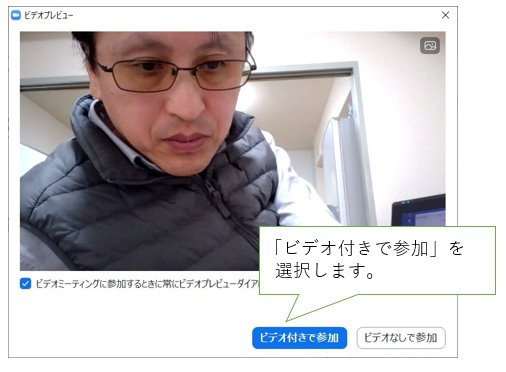 ビデオプレビュー
「ビデオ付きで参加」を
選択します。
ビデオミーティングに参加するときに常にビデオプレビューダイア
ビデオ付きで参加
ビデオなしで参加